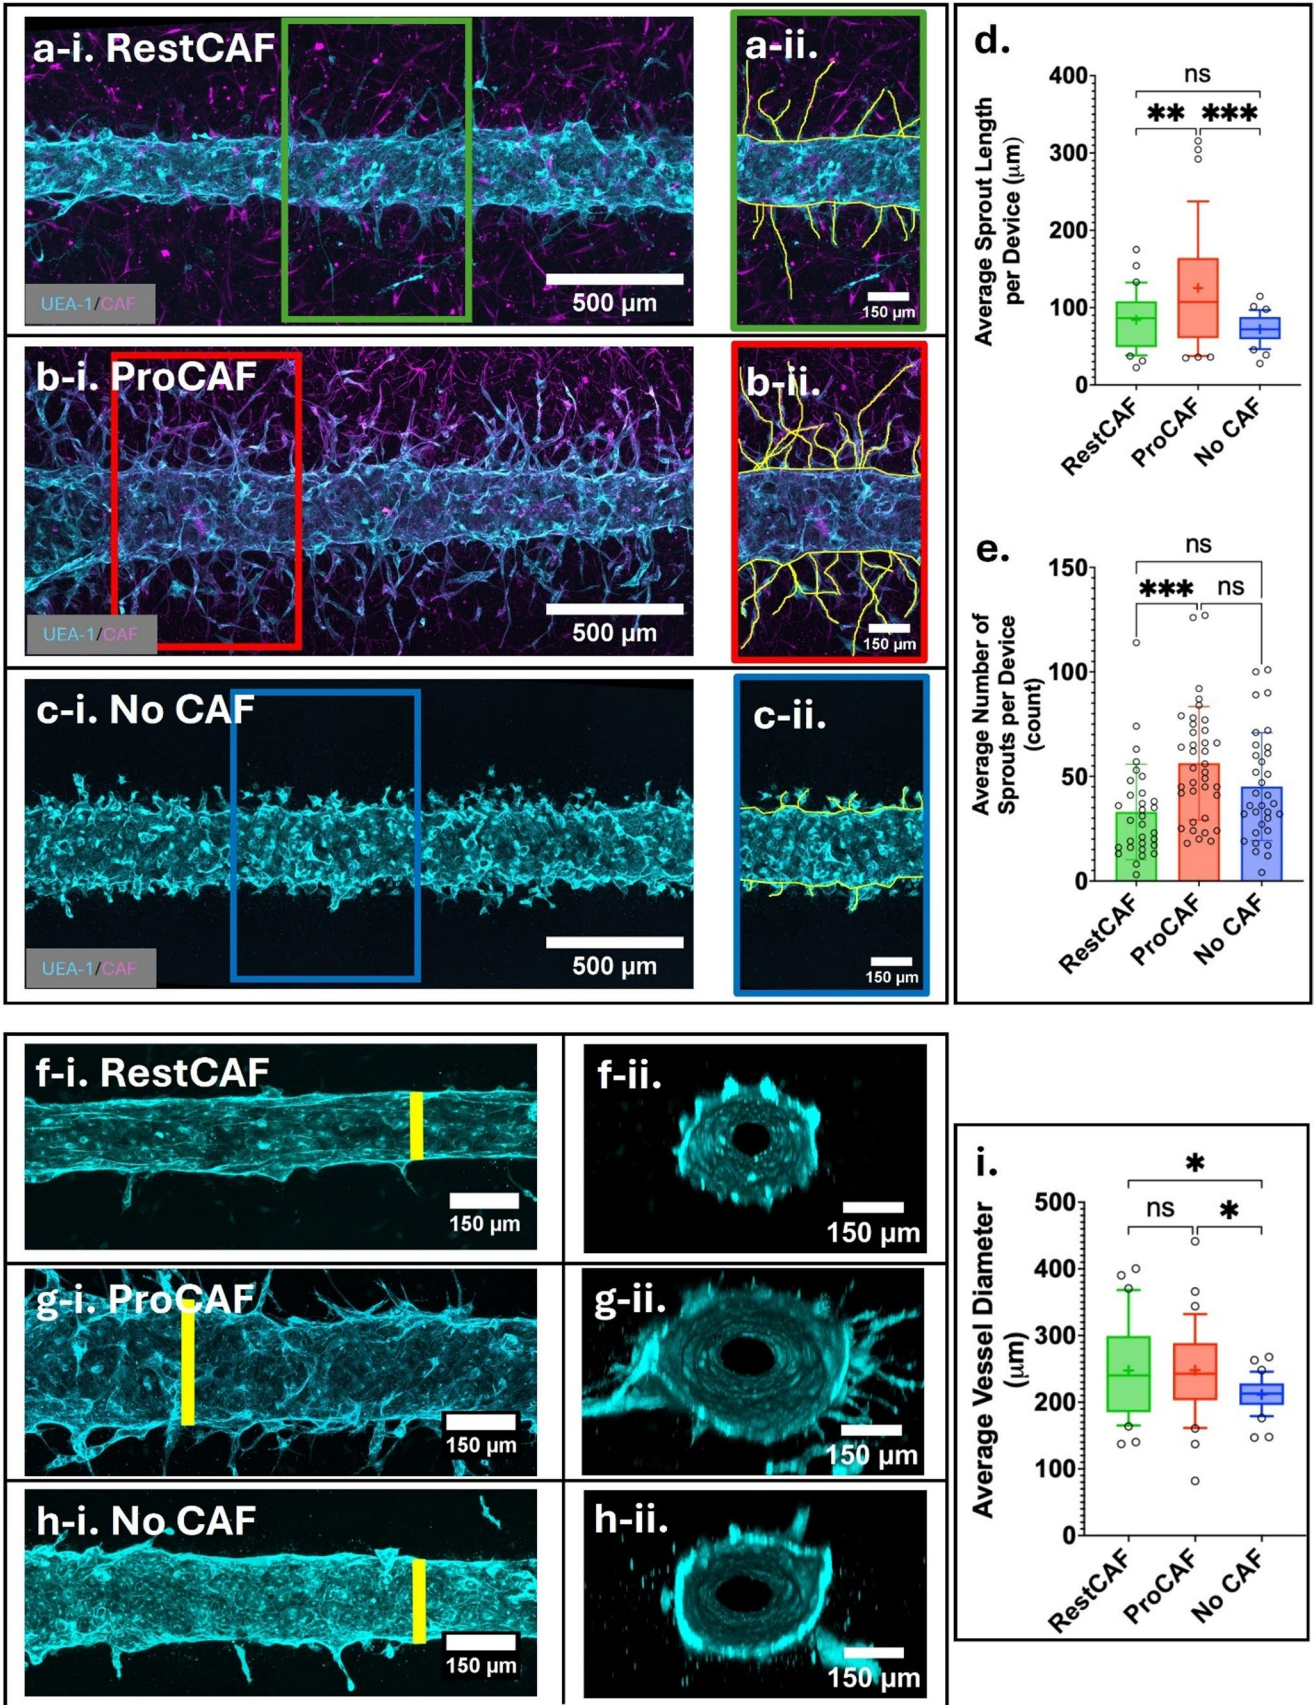 a-i. RestCAF
UEA-1/CAF
500 µm
a-ii.
150 µm
b-i. ProCAF
UEA-1/CAF
500 µm
b-ii.
150 µm
c-i. No CAF
UEA-1/CAF
500 µm
c-ii.
150 µm
d.
Average Sprout Length
per Device (µm)
400
300
200
100
0
ns
** ***
RestCAF
ProCAF
No CAF
e.
Average Number of
Sprouts per Device
(count)
150
100
50
0
ns
*** ns
RestCAF
ProCAF
No CAF
f-i. RestCAF
150 µm
f-ii.
150 µm
g-i. ProCAF
150 µm
g-ii.
150 µm
h-i. No CAF
150 µm
h-ii.
150 µm
i.
Average Vessel Diameter
(µm)
500
400
300
200
100
0
*
ns *
RestCAF
ProCAF
No CAF